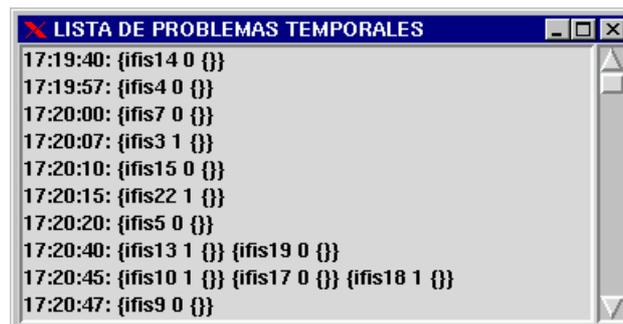 LISTA DE PROBLEMAS TEMPORALES
17:19:40: {ifis14 0 {}}
17:19:57: {ifis4 0 {}}
17:20:00: {ifis7 0 {}}
17:20:07: {ifis3 1 {}}
17:20:10: {ifis15 0 {}}
17:20:15: {ifis22 1 {}}
17:20:20: {ifis5 0 {}}
17:20:40: {ifis13 1 {}} {ifis19 0 {}}
17:20:45: {ifis10 1 {}} {ifis17 0 {}} {ifis18 1 {}}
17:20:47: {ifis9 0 {}}